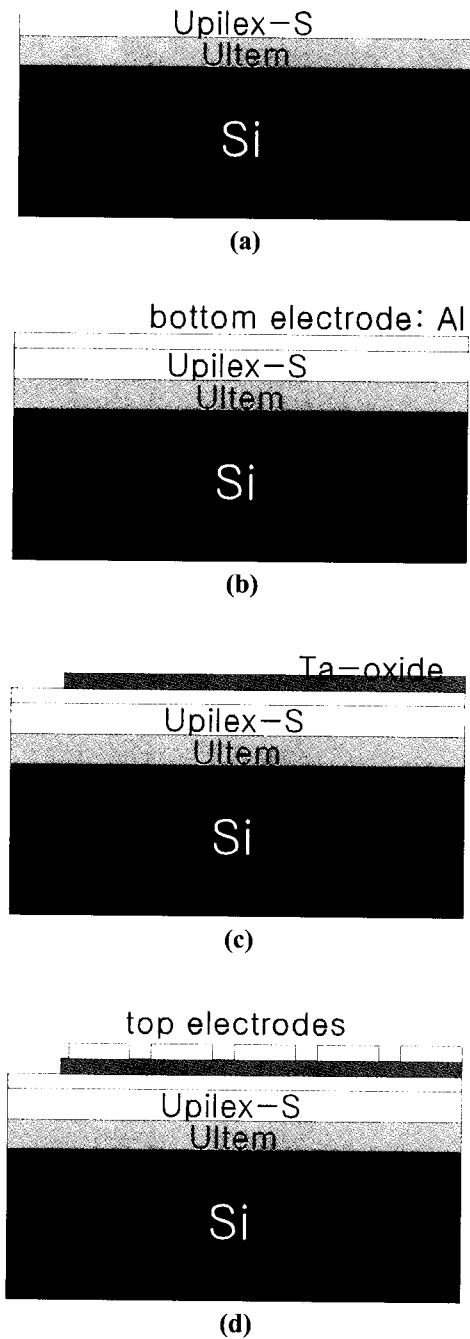 Upilex-S
Ultem
Si
(a)
bottom electrode: Al
Upilex-S
Ultem
Si
(b)
Ta-oxide
Upilex-S
Ultem
Si
(c)
top electrodes
Upilex-S
Ultem
Si
(d)